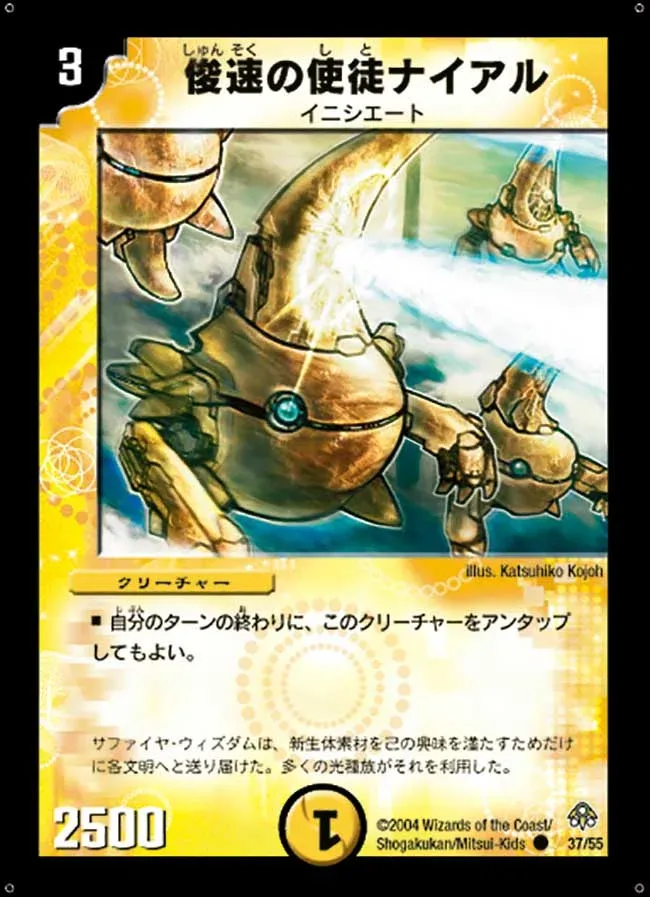 3
しゅん そく
し と
俊速の使徒ナイアル
イニシエート
illus. Katsuhiko Kojoh
クリーチャー
■ 自分のターンの終わりに、このクリーチャーをアンタップ
してもよい。
サファイヤ・ウィズダムは、新生体素材を己の興味を満たすためだけ
に各文明へと送り届けた。多くの光種族がそれを利用した。
2500
1
©2004 Wizards of the Coast/
Shogakukan/Mitsui-Kids ● 37/55